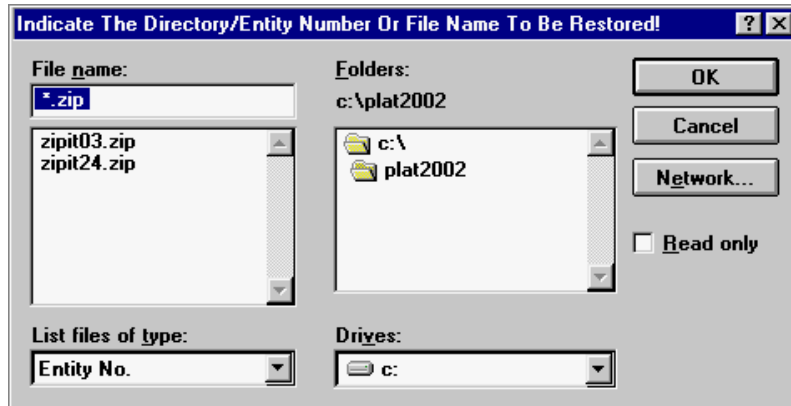 Indicate The Directory/Entity Number Or File Name To Be Restored!
File name:
*.zip
zipit03.zip
zipit24.zip
List files of type:
Entity No.
Folders:
c:\plat2002
c:\
plat2002
Drives:
c:
OK
Cancel
Network...
Read only